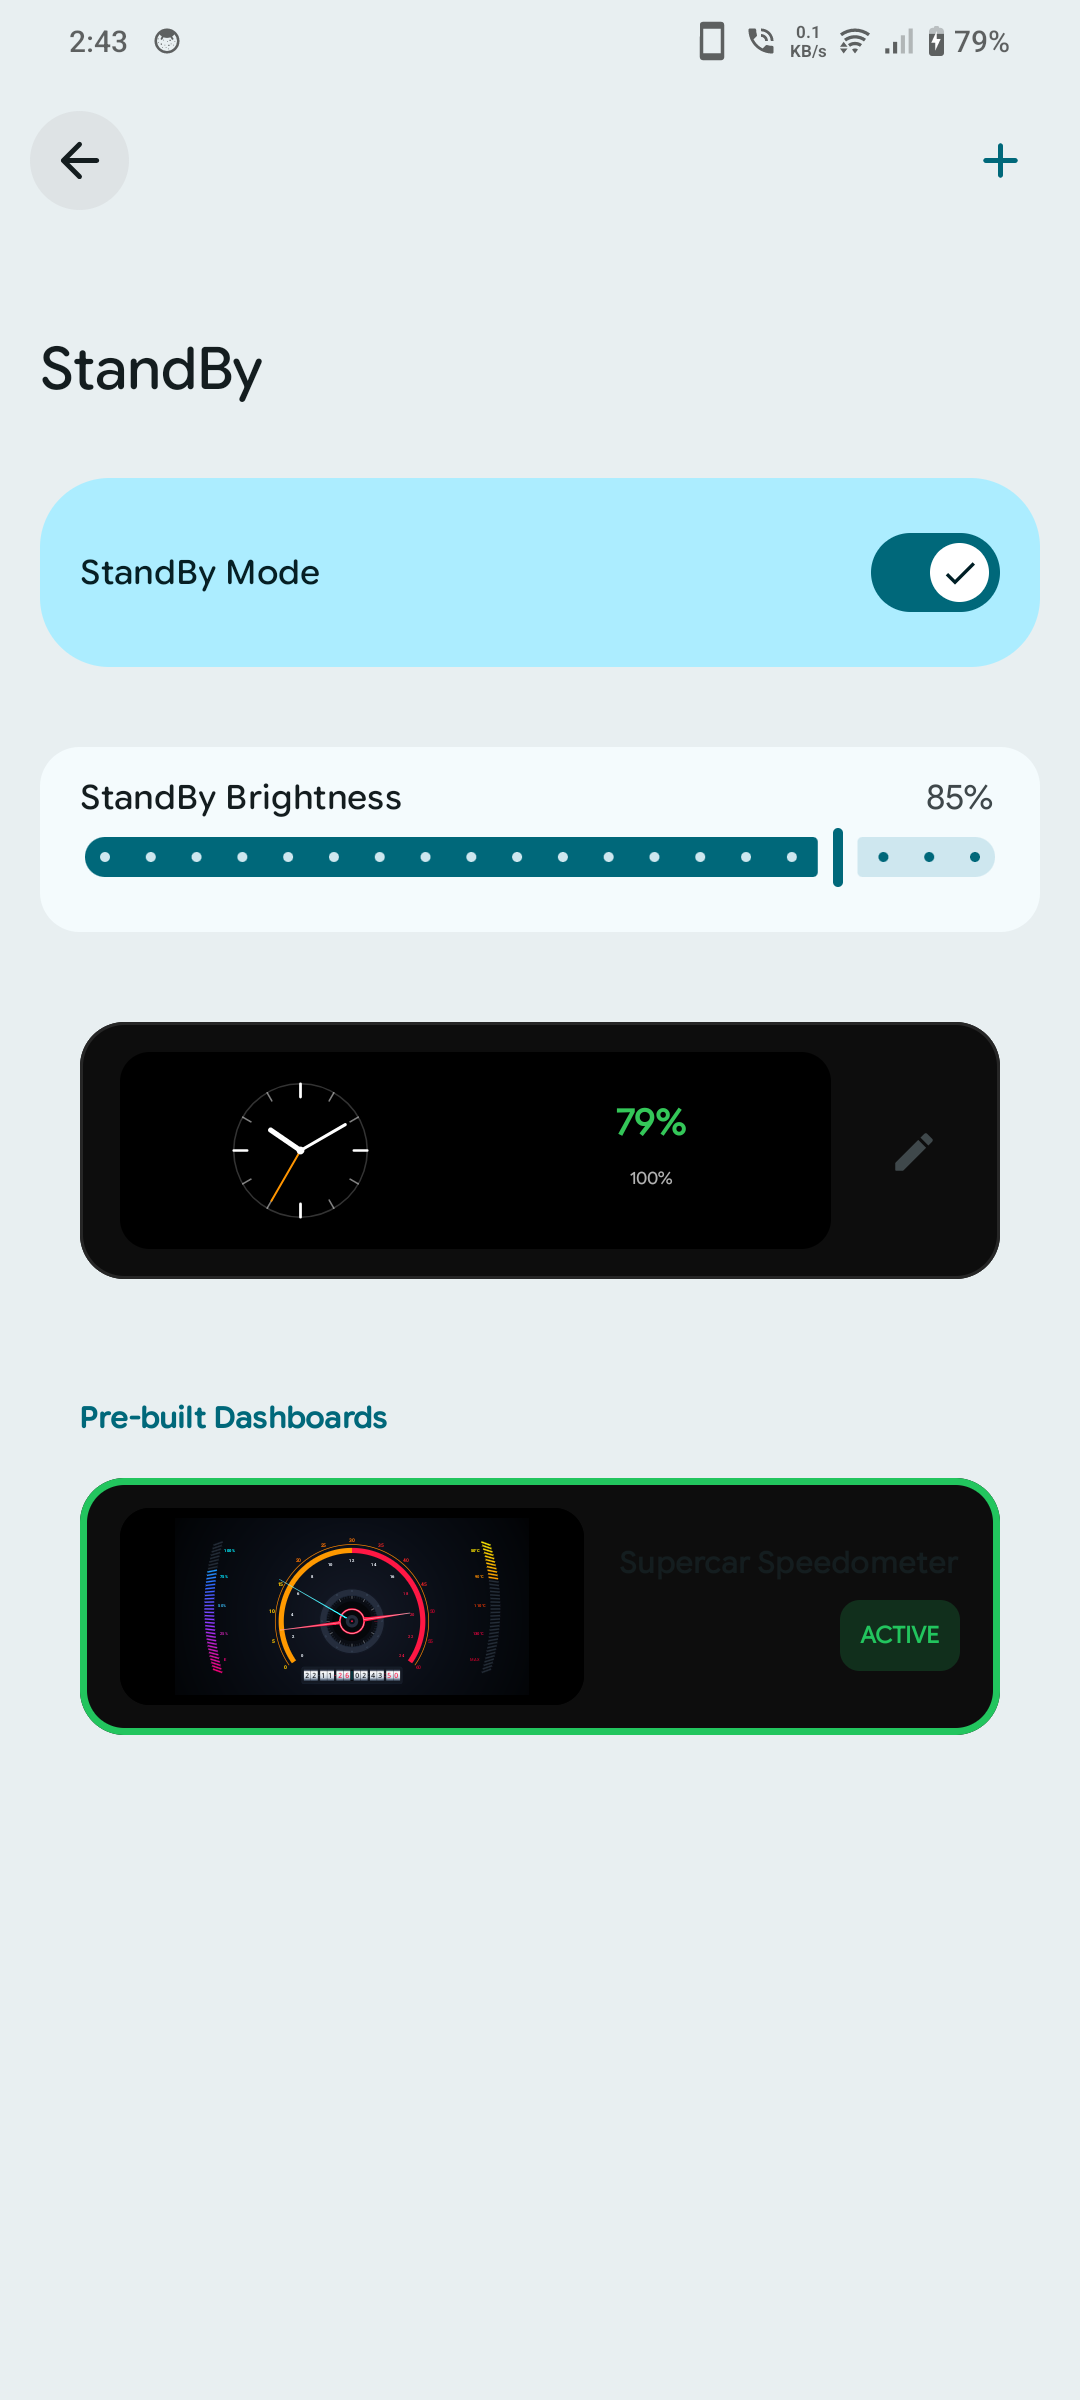 2:43
0.1
KB/s
79%
StandBy
StandBy Mode
StandBy Brightness
85%
79%
100%
Pre-built Dashboards
Supercar Speedometer
ACTIVE